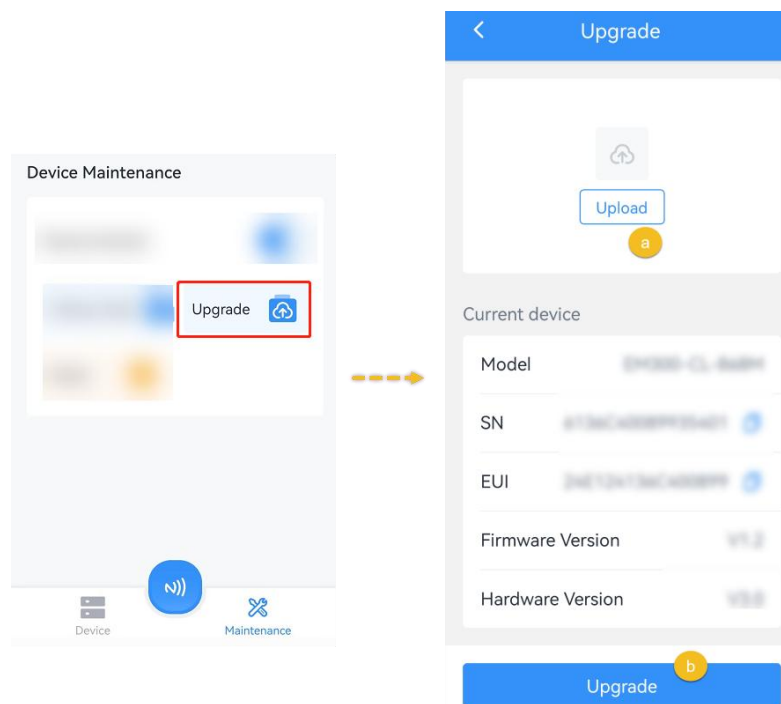 Device Maintenance
Upgrade
Device
Maintenance
Upgrade
Upload
a
Current device
Model
SN
EUI
Firmware Version
Hardware Version
b
Upgrade